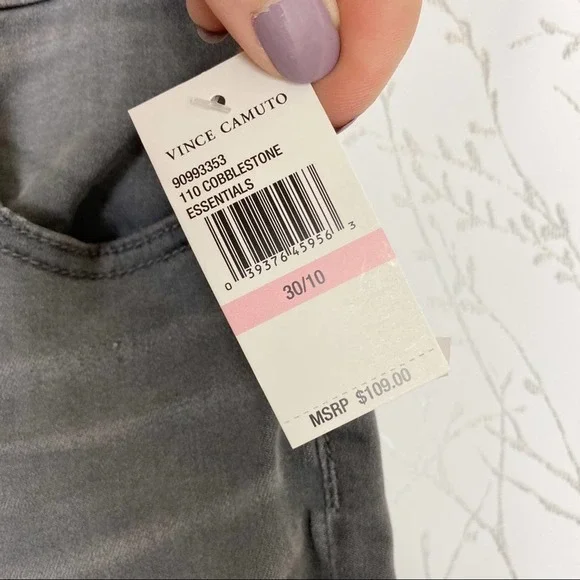 VINCE CAMUTO
90993353
110 COBBLESTONE
ESSENTIALS
0 39376 45956 3
30/10
MSRP $109.00